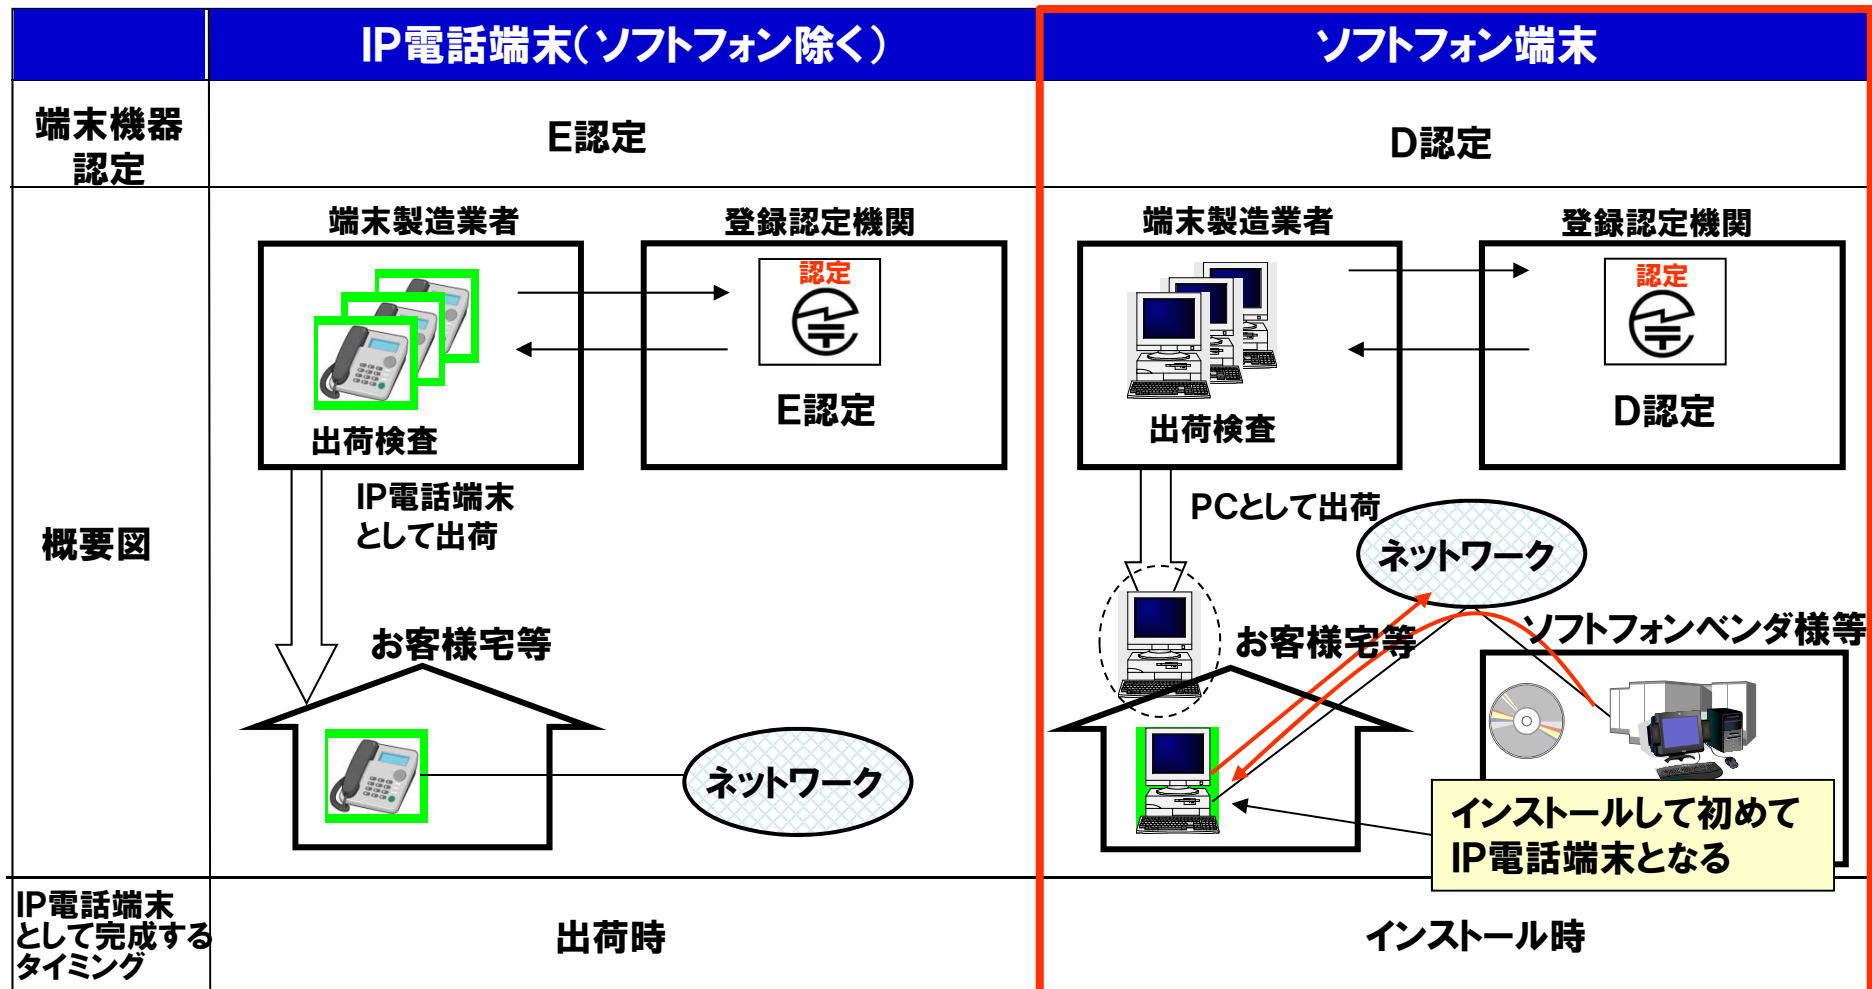 IP電話端末(ソフトフォン除く)
ソフトフォン端末
端末機器
認定
E認定
D認定
概要図
端末製造業者
登録認定機関
認定
E認定
出荷検査
IP電話端末
として出荷
お客様宅等
ネットワーク
端末製造業者
登録認定機関
認定
D認定
出荷検査
PCとして出荷
ネットワーク
お客様宅等
ソフトフォンベンダ様等
インストールして初めて
IP電話端末となる
IP電話端末
として完成する
タイミング
出荷時
インストール時